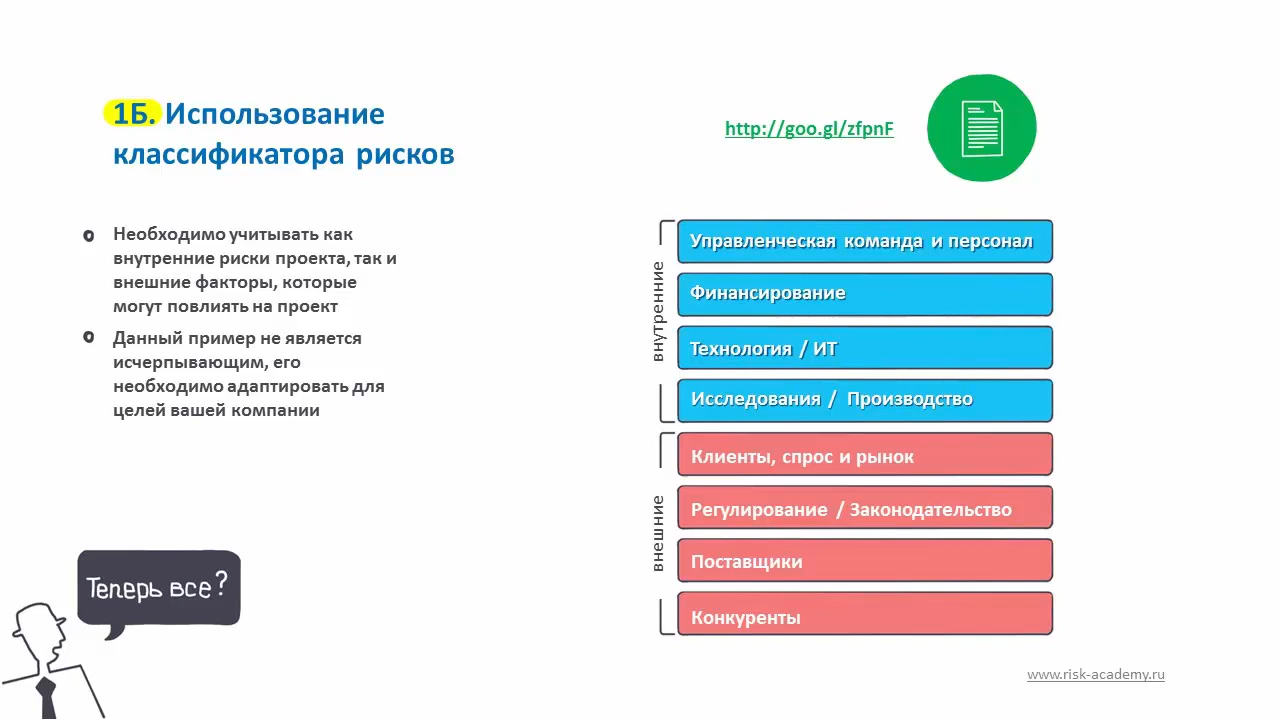 1Б. Использование
классификатора рисков
http://goo.gl/zfpnF
Необходимо учитывать как
внутренние риски проекта, так и
внешние факторы, которые
могут повлиять на проект
Данный пример не является
исчерпывающим, его
необходимо адаптировать для
целей вашей компании
внутренние
Управленческая команда и персонал
Финансирование
Технология / ИТ
Исследования / Производство
внешние
Клиенты, спрос и рынок
Регулирование / Законодательство
Поставщики
Конкуренты
Теперь все?
www.risk-academy.ru